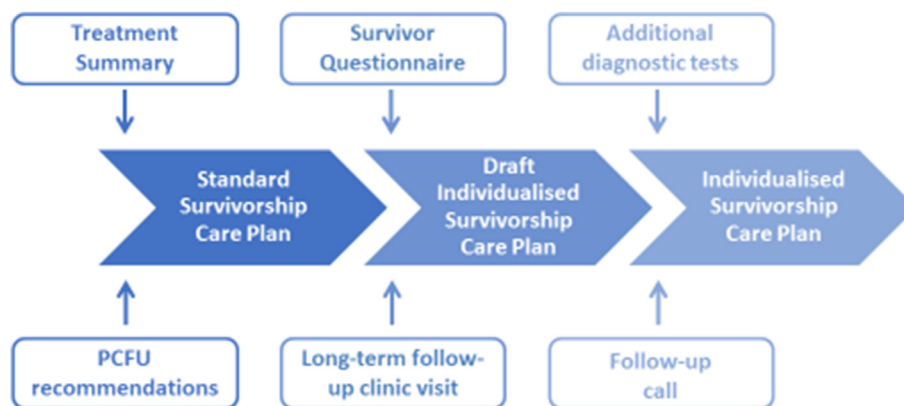 Treatment
Summary
Survivor
Questionnaire
Additional
diagnostic tests
Standard
Survivorship
Care Plan
Draft
Individualised
Survivorship
Care Plan
Individualised
Survivorship
Care Plan
PCFU
recommendations
Long-term follow-
up clinic visit
Follow-up
call